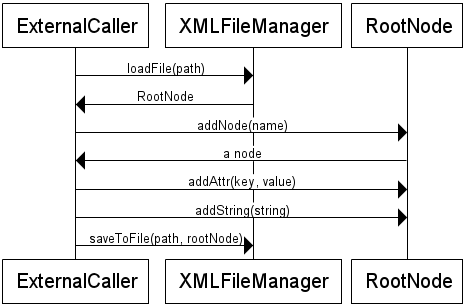 ExternalCaller XMLFileManager RootNode
loadFile(path)
RootNode
addNode(name)
a node
addAttr(key, value)
addString(string)
saveToFile(path, rootNode)
ExternalCaller XMLFileManager RootNode